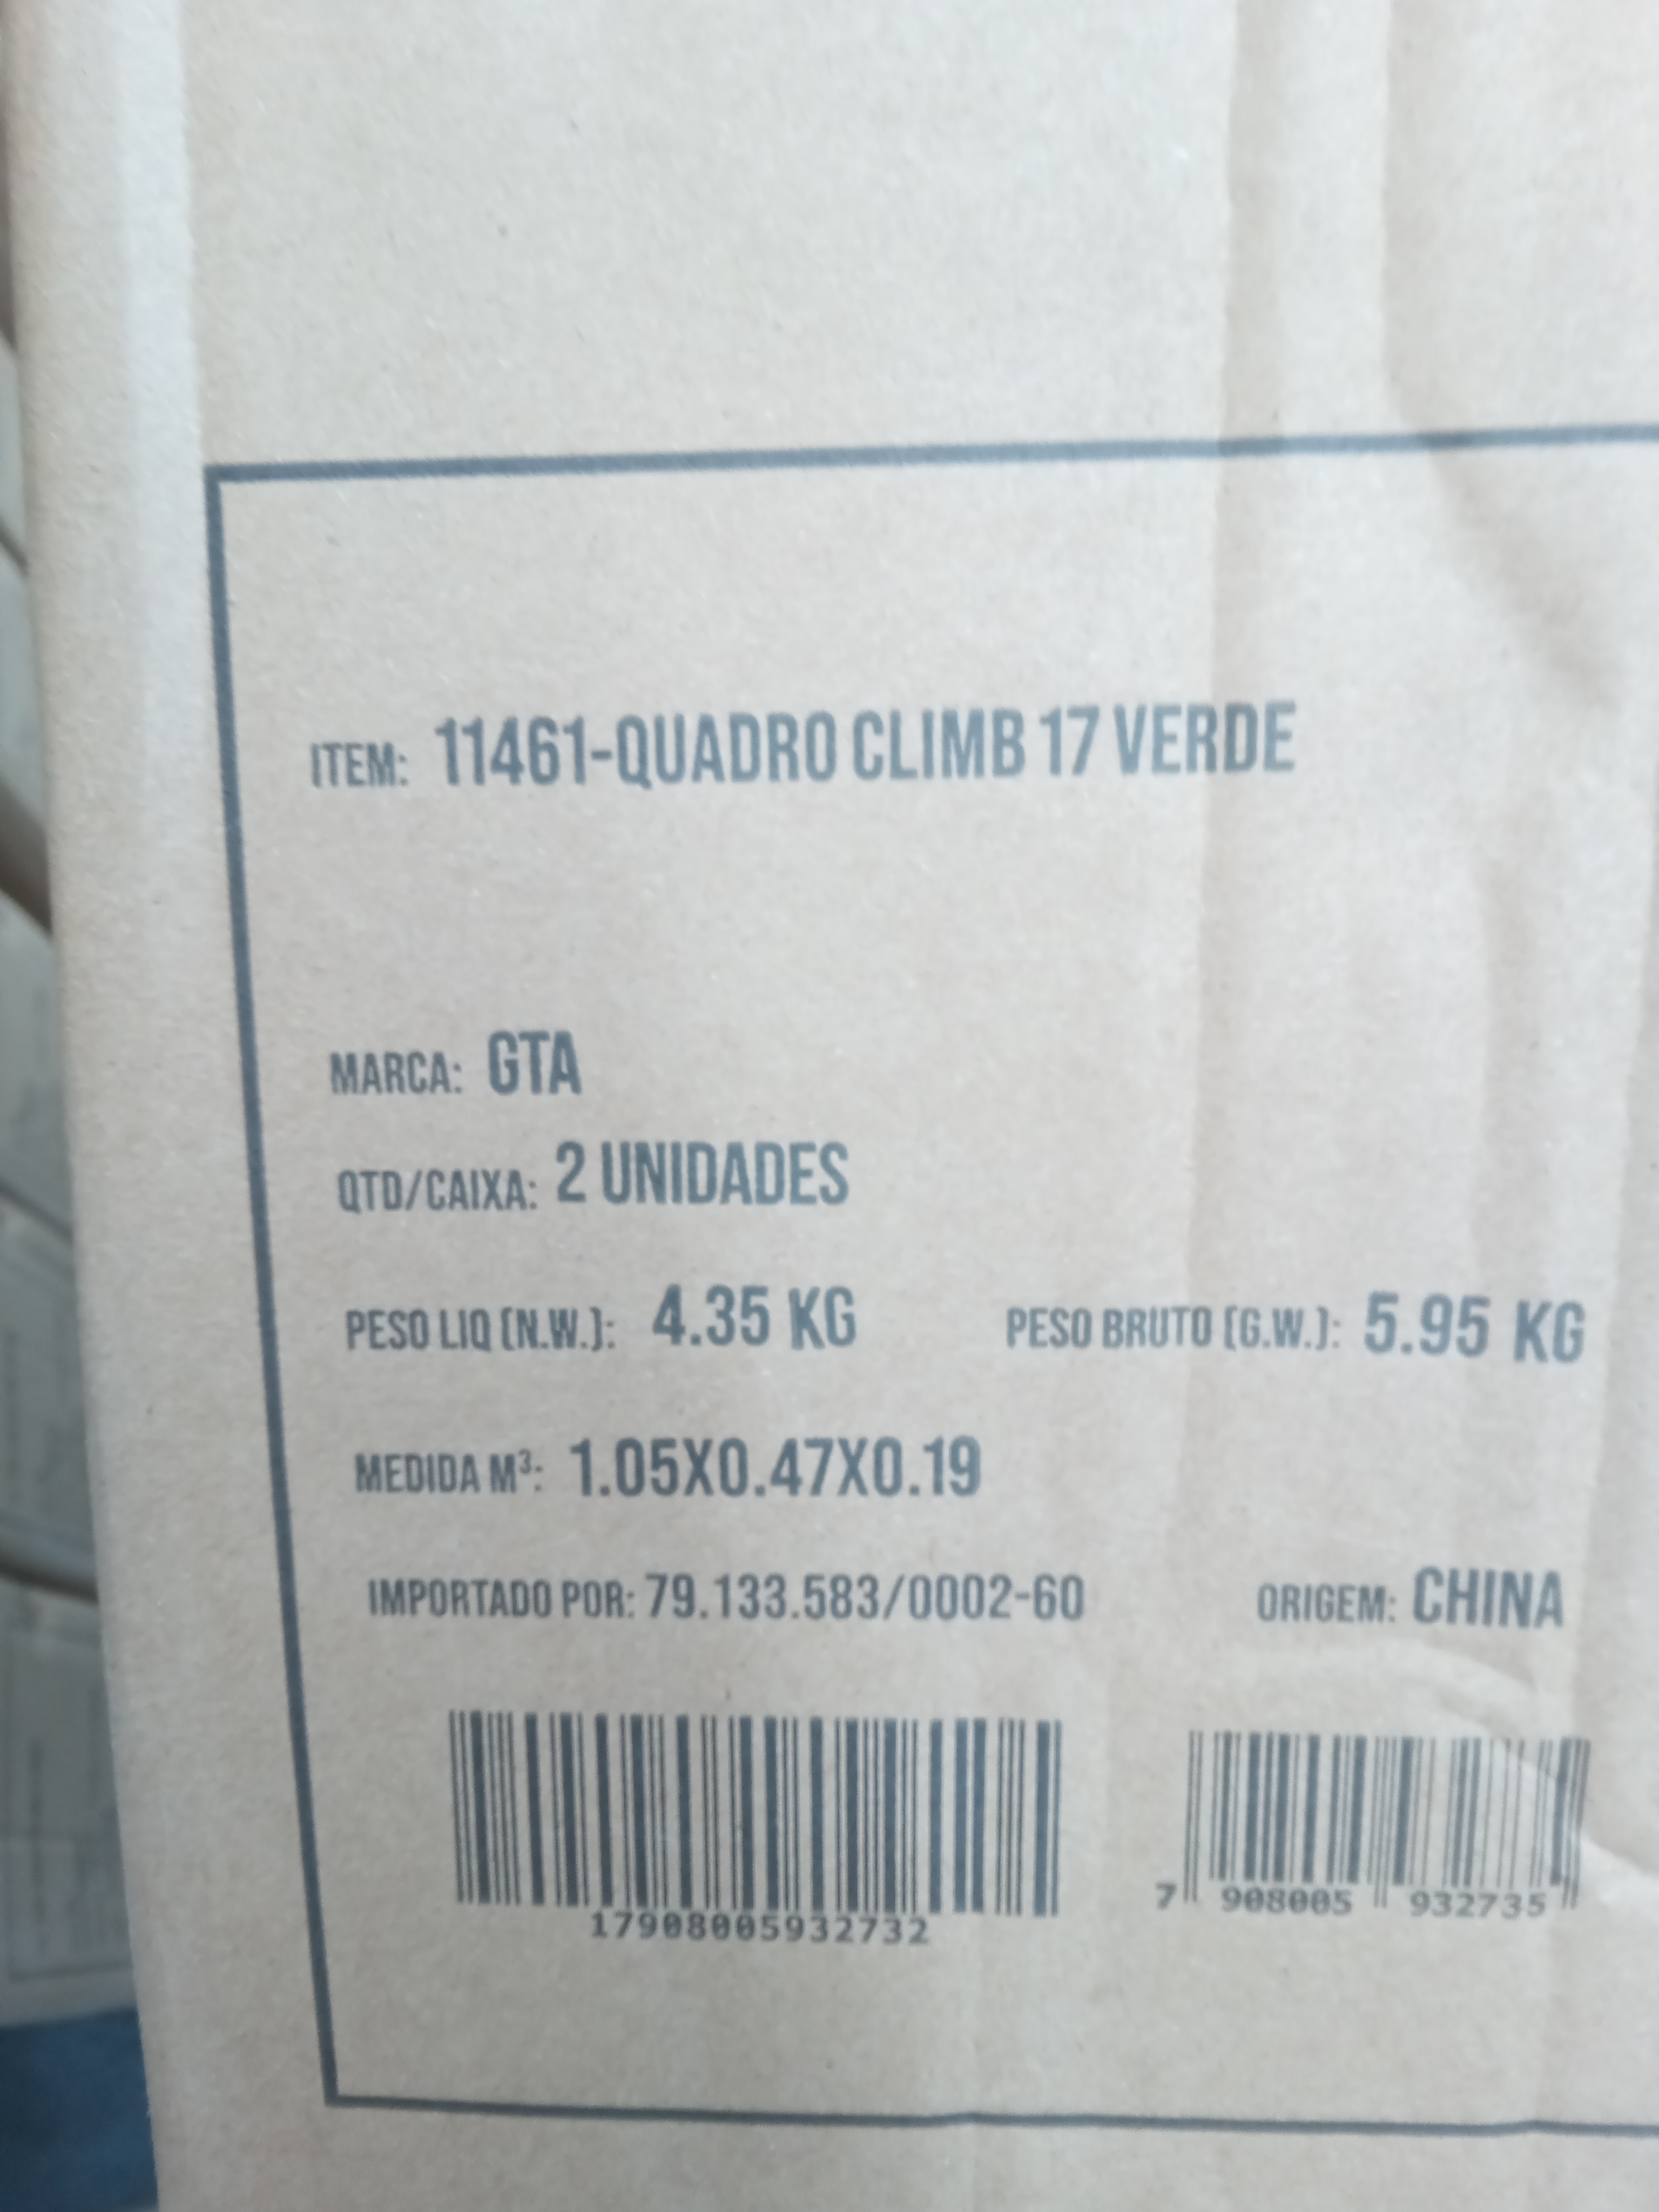 ITEM: 11461-QUADRO CLIMB 17 VERDE
MARCA: GTA
QTD/CAIXA: 2 UNIDADES
PESO LIQ (N.W.): 4.35 KG PESO BRUTO (G.W.): 5.95 KG
MEDIDA M³: 1.05X0.47X0.19
IMPORTADO POR: 79.133.583/0002-60 ORIGEM: CHINA
17908005932732 7 908005 932735